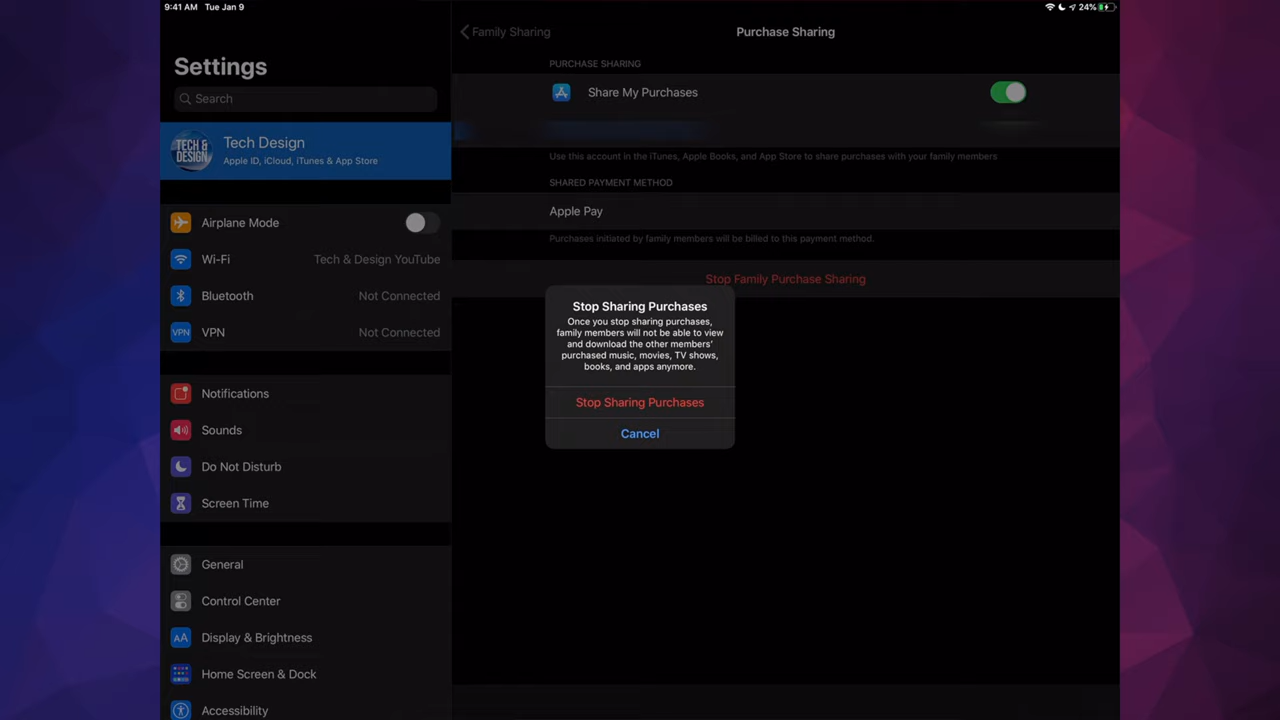 9:41 AM Tue Jan 9
24%
Settings
Search
TECH &
DESIGN
Tech Design
Apple ID, iCloud, iTunes & App Store
Airplane Mode
Wi-Fi Tech & Design YouTube
Bluetooth Not Connected
VPN VPN Not Connected
Notifications
Sounds
Do Not Disturb
Screen Time
General
Control Center
AA Display & Brightness
Home Screen & Dock
Accessibility
Family Sharing
Purchase Sharing
PURCHASE SHARING
Share My Purchases
Use this account in the iTunes, Apple Books, and App Store to share purchases with your family members
SHARED PAYMENT METHOD
Apple Pay
Purchases initiated by family members will be billed to this payment method.
Stop Family Purchase Sharing
Stop Sharing Purchases
Once you stop sharing purchases,
family members will not be able to view
and download the other members'
purchased music, movies, TV shows,
books, and apps anymore.
Stop Sharing Purchases
Cancel